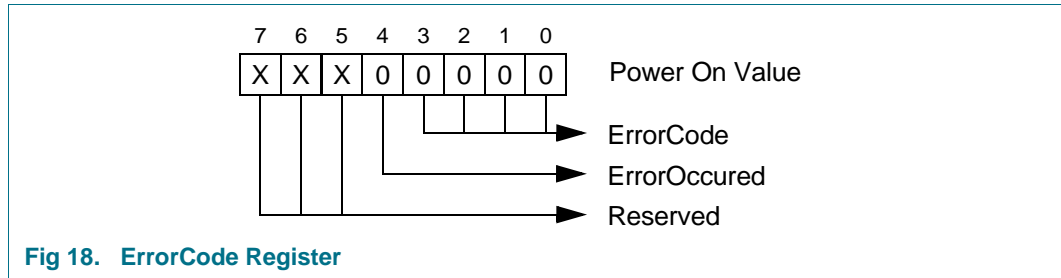 7 6 5 4 3 2 1 0
X X X 0 0 0 0 0 Power On Value
ErrorCode
ErrorOccured
Reserved
Fig 18. ErrorCode Register